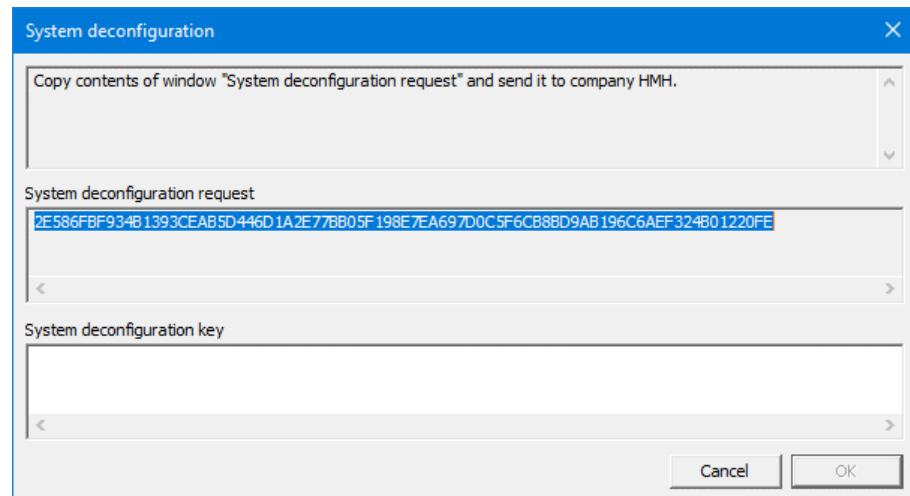 System deconfiguration
Copy contents of window "System deconfiguration request" and send it to company HMH.
System deconfiguration request
2E586FBF934B1393CEAB5D446D1A2E77BB05F198E7EA697D0C5F6CB8BD9AB196C6AEF324B01220FE
System deconfiguration key
Cancel
OK